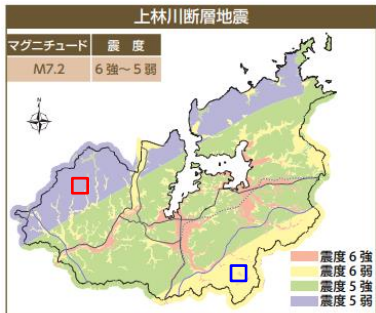 上林川断層地震
マグニチュード 震度
M7.2 6強～5弱
N
震度6強
震度6弱
震度5強
震度5弱